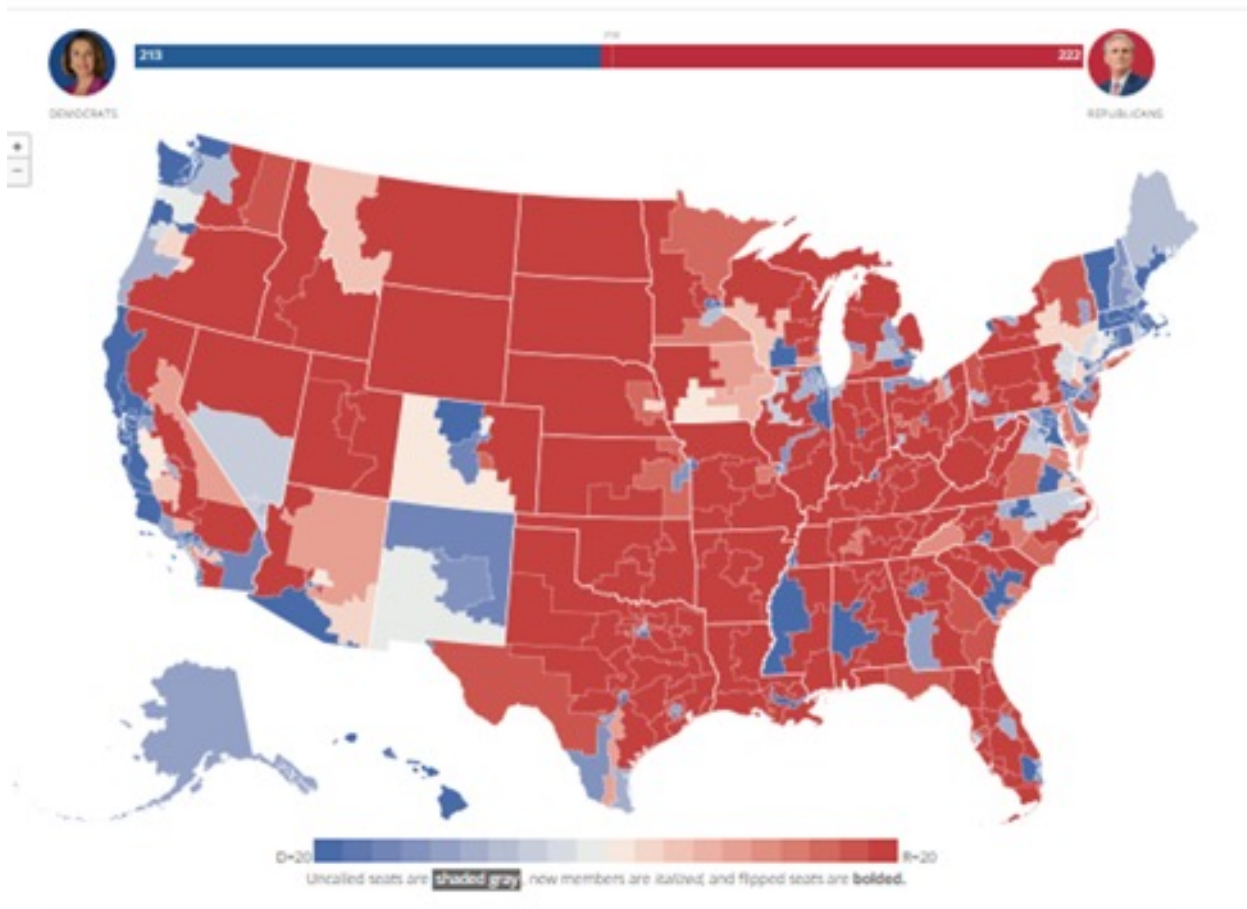 213
222
DEMOCRATS
REPUBLICANS
+
−
D+20
R+20
Uncalled seats are shaded gray, new members are italized, and flipped seats are bolded.